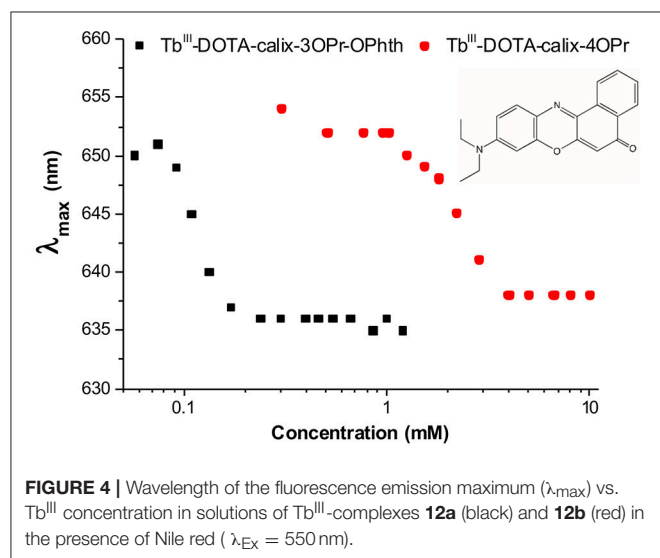 660
655
650
645
640
635
630
λmax (nm)
Tb^III-DOTA-calix-3OPr-OPhth
Tb^III-DOTA-calix-4OPr
N
N
O
O
0.1
1
10
Concentration (mM)
FIGURE 4 | Wavelength of the fluorescence emission maximum (λmax) vs.
Tb^III concentration in solutions of Tb^III-complexes 12a (black) and 12b (red) in
the presence of Nile red ( λEx = 550 nm).